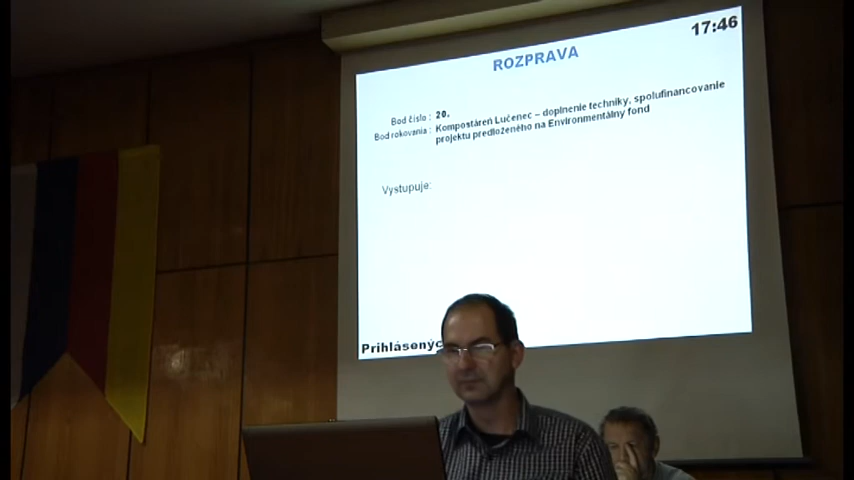 17:46
ROZPRAVA
Bod číslo : 20.
Bod rokovania : Kompostáreň Lučenec – doplnenie techniky, spolufinancovanie
projektu predloženého na Environmentálny fond
Vystupuje:
Prihlásenýc